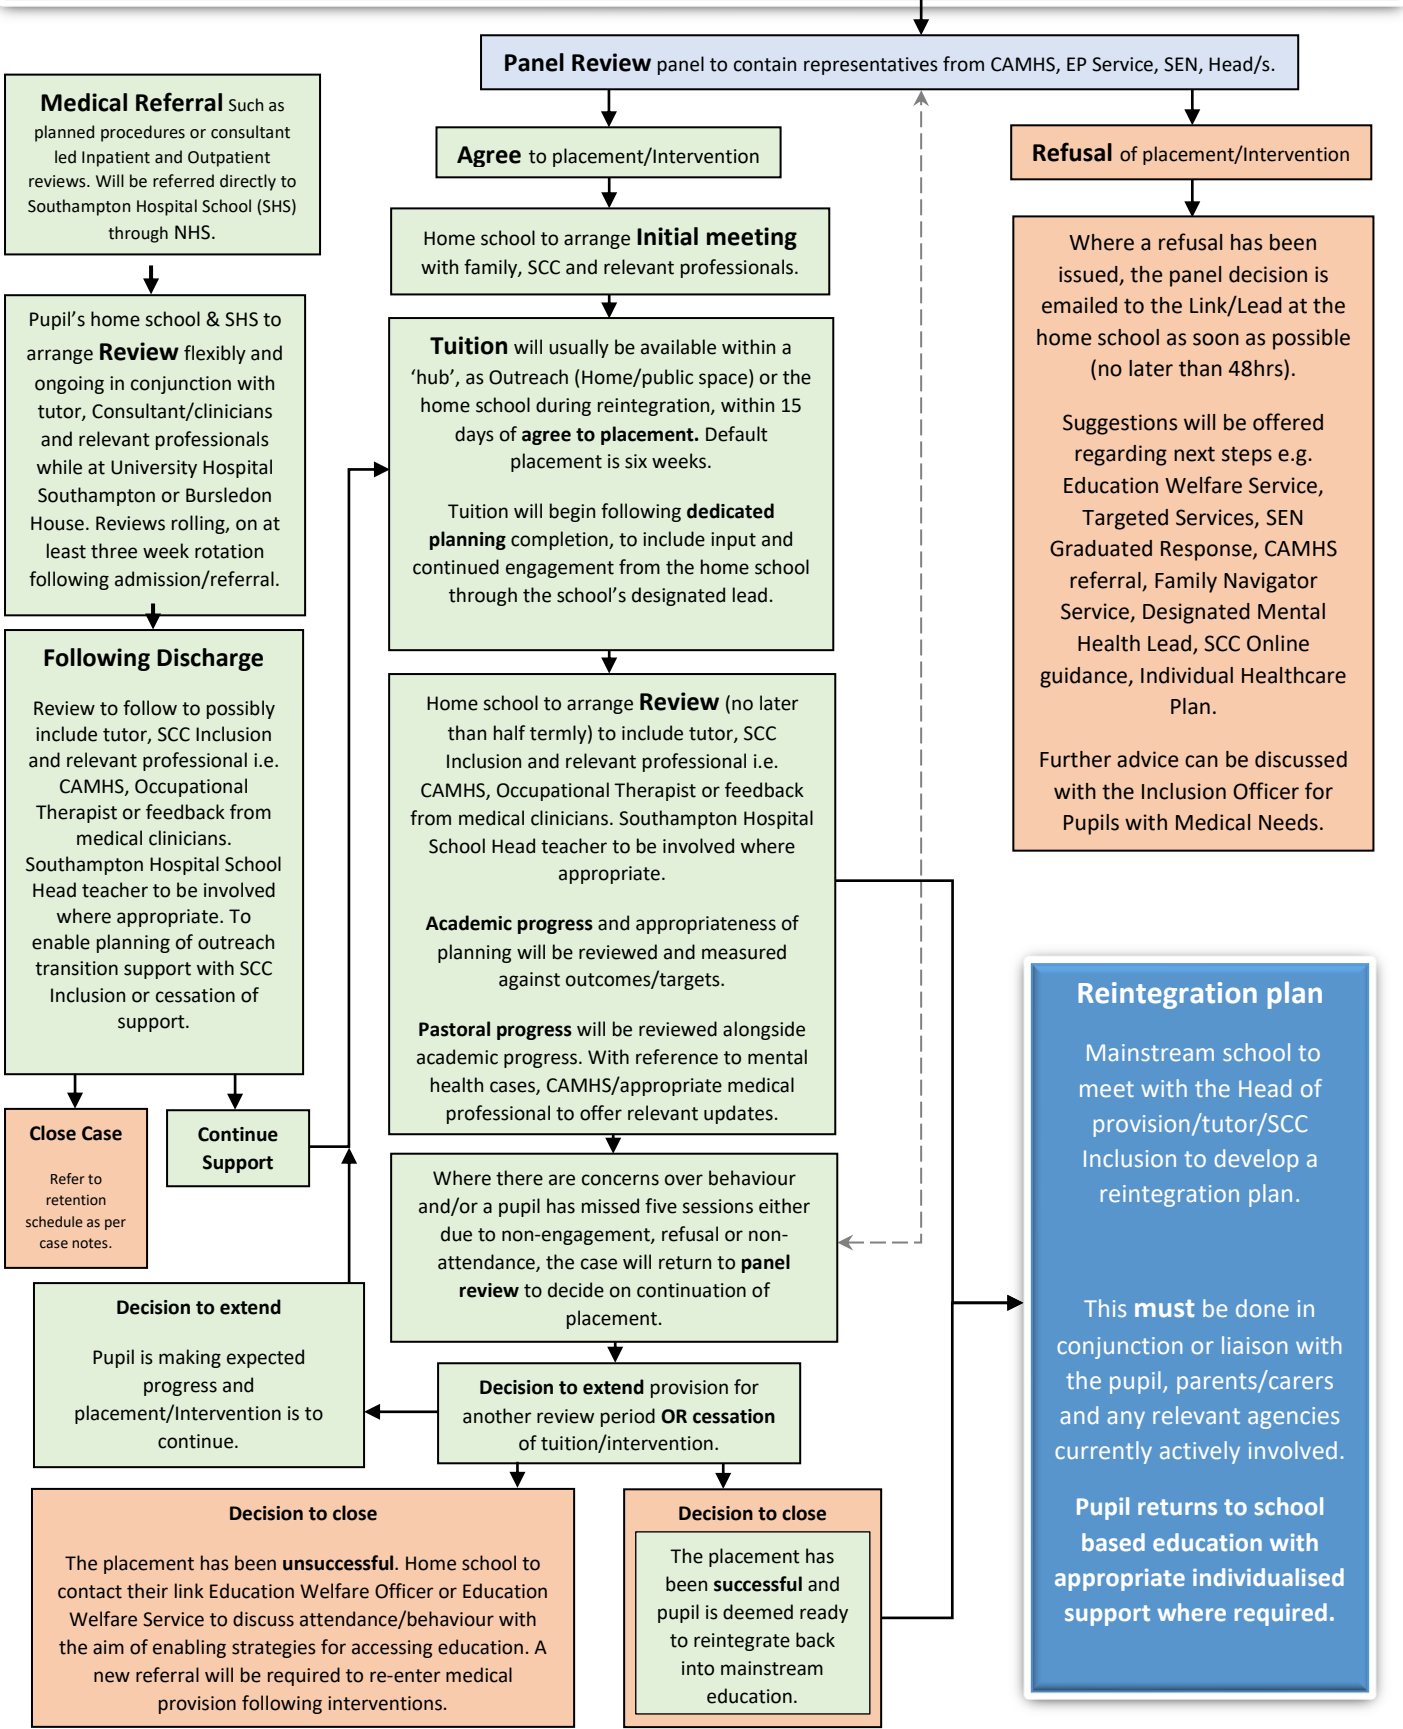 Panel Review panel to contain representatives from CAMHS, EP Service, SEN, Head/s.
Medical Referral Such as
planned procedures or consultant
led Inpatient and Outpatient
reviews. Will be referred directly to
Southampton Hospital School (SHS)
through NHS.
Pupil’s home school & SHS to
arrange Review flexibly and
ongoing in conjunction with
tutor, Consultant/clinicians
and relevant professionals
while at University Hospital
Southampton or Bursledon
House. Reviews rolling, on at
least three week rotation
following admission/referral.
Following Discharge
Review to follow to possibly
include tutor, SCC Inclusion
and relevant professional i.e.
CAMHS, Occupational
Therapist or feedback from
medical clinicians.
Southampton Hospital School
Head teacher to be involved
where appropriate. To
enable planning of outreach
transition support with SCC
Inclusion or cessation of
support.
Close Case
Refer to
retention
schedule as per
case notes.
Continue
Support
Agree to placement/Intervention
Home school to arrange Initial meeting
with family, SCC and relevant professionals.
Tuition will usually be available within a
‘hub’, as Outreach (Home/public space) or the
home school during reintegration, within 15
days of agree to placement. Default
placement is six weeks.
Tuition will begin following dedicated
planning completion, to include input and
continued engagement from the home school
through the school’s designated lead.
Home school to arrange Review (no later
than half termly) to include tutor, SCC
Inclusion and relevant professional i.e.
CAMHS, Occupational Therapist or feedback
from medical clinicians. Southampton Hospital
School Head teacher to be involved where
appropriate.
Academic progress and appropriateness of
planning will be reviewed and measured
against outcomes/targets.
Pastoral progress will be reviewed alongside
academic progress. With reference to mental
health cases, CAMHS/appropriate medical
professional to offer relevant updates.
Where there are concerns over behaviour
and/or a pupil has missed five sessions either
due to non-engagement, refusal or non-
attendance, the case will return to panel
review to decide on continuation of
placement.
Decision to extend provision for
another review period OR cessation
of tuition/intervention.
Decision to extend
Pupil is making expected
progress and
placement/Intervention is to
continue.
Decision to close
The placement has been unsuccessful. Home school to
contact their link Education Welfare Officer or Education
Welfare Service to discuss attendance/behaviour with
the aim of enabling strategies for accessing education. A
new referral will be required to re-enter medical
provision following interventions.
Decision to close
The placement has
been successful and
pupil is deemed ready
to reintegrate back
into mainstream
education.
Refusal of placement/Intervention
Where a refusal has been
issued, the panel decision is
emailed to the Link/Lead at the
home school as soon as possible
(no later than 48hrs).
Suggestions will be offered
regarding next steps e.g.
Education Welfare Service,
Targeted Services, SEN
Graduated Response, CAMHS
referral, Family Navigator
Service, Designated Mental
Health Lead, SCC Online
guidance, Individual Healthcare
Plan.
Further advice can be discussed
with the Inclusion Officer for
Pupils with Medical Needs.
Reintegration plan
Mainstream school to
meet with the Head of
provision/tutor/SCC
Inclusion to develop a
reintegration plan.
This must be done in
conjunction or liaison with
the pupil, parents/carers
and any relevant agencies
currently actively involved.
Pupil returns to school
based education with
appropriate individualised
support where required.